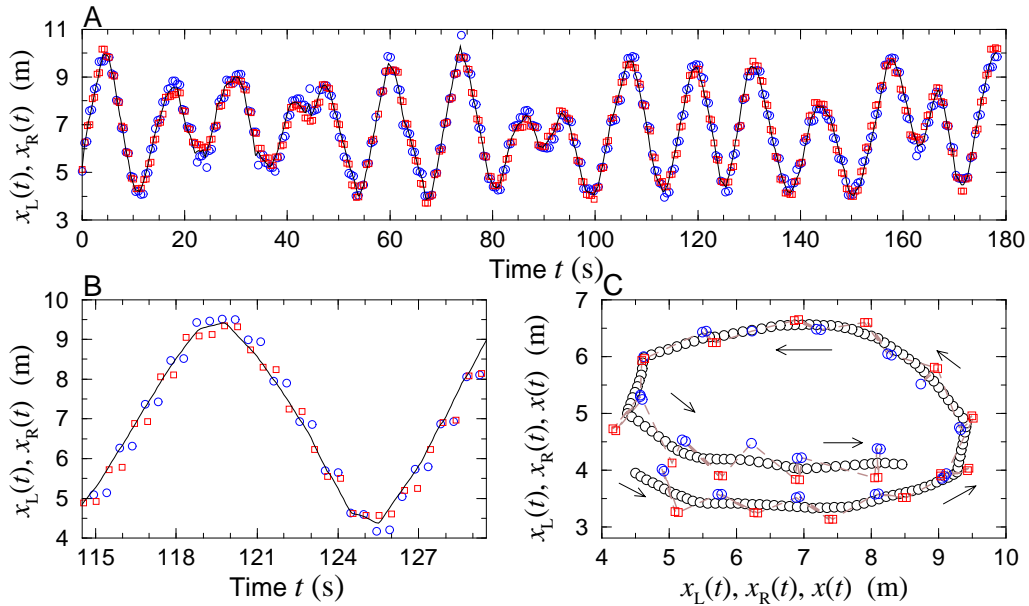 A
11
9
7
5
3
x_L(t), x_R(t) (m)
0 20 40 60 80 100 120 140 160 180
Time t (s)
B
10
9
8
7
6
5
4
x_L(t), x_R(t) (m)
115 118 121 124 127
Time t (s)
C
7
6
5
4
3
x_L(t), x_R(t), x(t) (m)
4 5 6 7 8 9 10
x_L(t), x_R(t), x(t) (m)